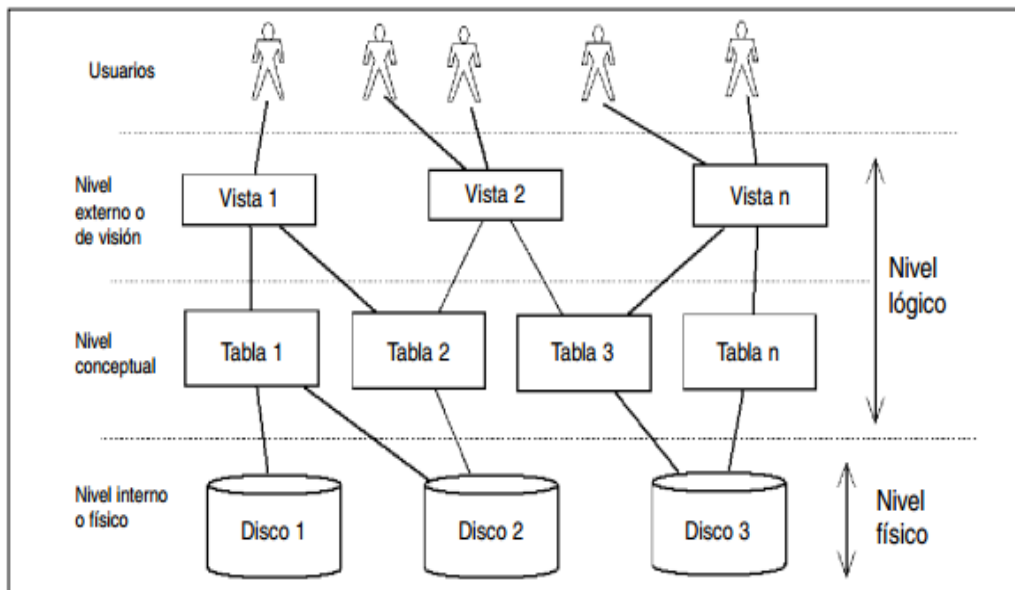 Usuarios
Nivel
externo o
de visión
Vista 1
Vista 2
Vista n
Nivel
lógico
Nivel
conceptual
Tabla 1
Tabla 2
Tabla 3
Tabla n
Nivel interno
o físico
Disco 1
Disco 2
Disco 3
Nivel
físico